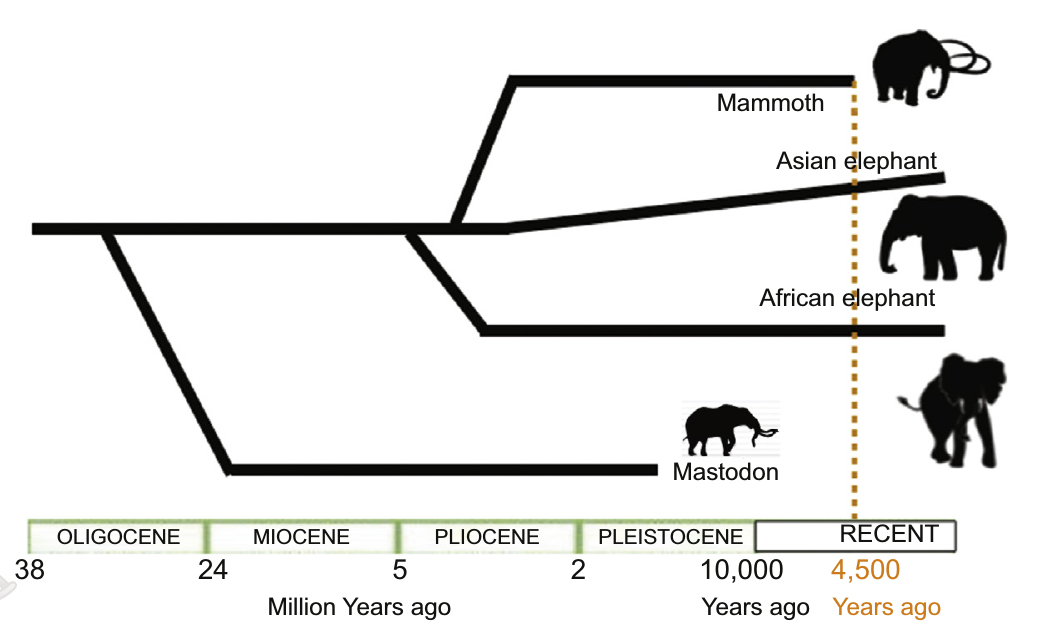 Mammoth
Asian elephant
African elephant
Mastodon
OLIGOCENE MIOCENE PLIOCENE PLEISTOCENE RECENT
38 24 5 2 10,000 4,500
Million Years ago Years ago Years ago